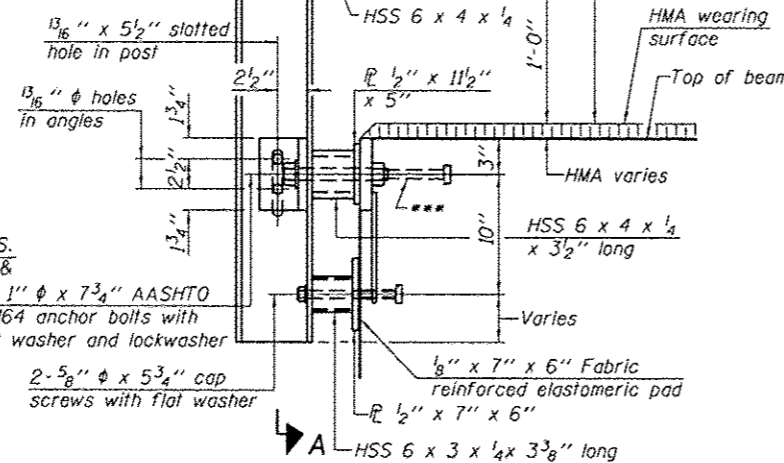 HSS 6 x 4 x 1/4
HMA wearing
surface
13/16" x 5 1/2" slotted
hole in post
1'-0"
2 1/2"
℄ 1/2" x 11 1/2"
x 5"
Top of beam
13/16" ϕ holes
in angles
1 3/4"
2 1/2"
1 3/4"
3"
HMA varies
***
10"
HSS 6 x 4 x 1/4
x 3 1/2" long
S.
&
1" ϕ x 7 3/4" AASHTO
164 anchor bolts with
washer and lockwasher
Varies
1/8" x 7" x 6" Fabric
reinforced elastomeric pad
2-5/8" ϕ x 5 3/4" cap
screws with flat washer
℄ 1/2" x 7" x 6"
A
HSS 6 x 3 x 1/4 x 3 3/8" long